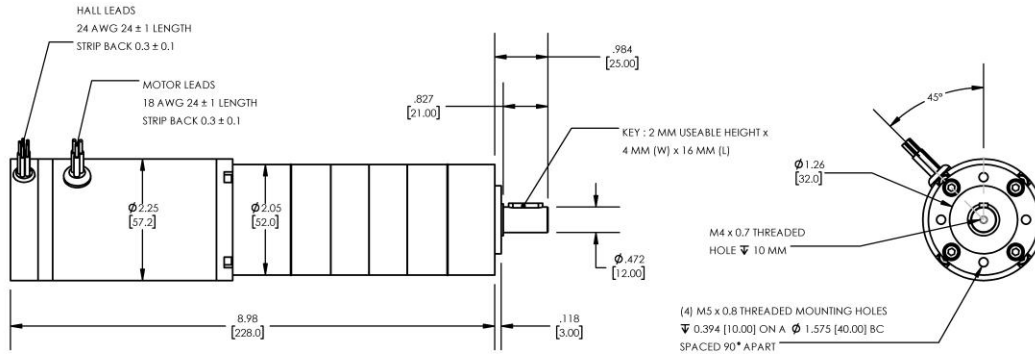 HALL LEADS
24 AWG 24 ± 1 LENGTH
STRIP BACK 0.3 ± 0.1
MOTOR LEADS
18 AWG 24 ± 1 LENGTH
STRIP BACK 0.3 ± 0.1
.984
[25.00]
.827
[21.00]
KEY : 2 MM USEABLE HEIGHT x
4 MM (W) x 16 MM (L)
45°
Ø2.25
[57.2]
Ø2.05
[52.0]
Ø1.26
[32.0]
M4 x 0.7 THREADED
HOLE ↧ 10 MM
Ø.472
[12.00]
8.98
[228.0]
.118
[3.00]
(4) M5 x 0.8 THREADED MOUNTING HOLES
↧ 0.394 [10.00] ON A Ø 1.575 [40.00] BC
SPACED 90° APART